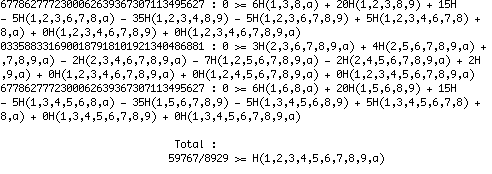 677862777230006263936730711349​5627 : 0 >= 6H(1,3,8,a) + 20H(1,2,3,8,9) + 15H
- 5H(1,2,3,6,7,8,a) - 35H(1,2,3,4,8,9) - 5H(1,2,3,6,7,8,9) + 5H(1,2,3,4,6,7,8) +
8,a) + 0H(1,2,3,4,6,7,8,9) + 0H(1,2,3,4,6,7,8,9,a)
0335883316900187918101921340486881 : 0 >= 3H(2,3,6,7,8,9,a) + 4H(2,5,6,7,8,9,a) +
,7,8,9,a) - 2H(2,3,4,6,7,8,9,a) - 7H(1,2,5,6,7,8,9,a) - 2H(2,4,5,6,7,8,9,a) + 2H
,9,a) + 0H(1,2,3,4,6,7,8,9,a) + 0H(1,2,4,5,6,7,8,9,a) + 0H(1,2,3,4,5,6,7,8,9,a)
6778627772300062639367307113495627 : 0 >= 6H(1,6,8,a) + 20H(1,5,6,8,9) + 15H
- 5H(1,3,4,5,6,8,a) - 35H(1,5,6,7,8,9) - 5H(1,3,4,5,6,8,9) + 5H(1,3,4,5,6,7,8) +
8,a) + 0H(1,3,4,5,6,7,8,9) + 0H(1,3,4,5,6,7,8,9,a)
Total :
59767/8929 >= H(1,2,3,4,5,6,7,8,9,a)